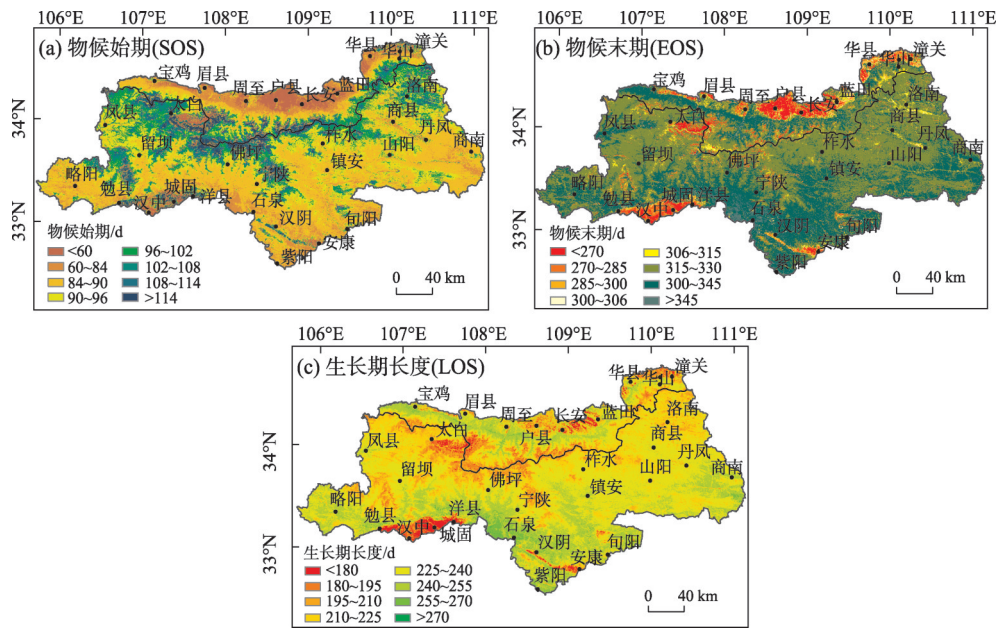 106°E 107°E 108°E 109°E 110°E 111°E
(a) 物候始期(SOS)
华县 华山 潼关
宝鸡 眉县 周至 户县 长安 蓝田 洛南
凤县 太白 商县
34°N
留坝 佛坪 柞水 丹凤 商南
镇安 山阳
略阳 宁陕
勉县 汉中 城固 洋县 石泉
汉阴 旬阳
33°N
安康
紫阳
物候始期/d
<60 96~102
60~84 102~108
84~90 108~114
90~96 >114
0 40 km
106°E 107°E 108°E 109°E 110°E 111°E
(b) 物候末期(EOS)
华县 华山 潼关
宝鸡 眉县 周至 户县 长安 蓝田 洛南
凤县 太白 商县
34°N
留坝 佛坪 柞水 丹凤 商南
镇安 山阳
略阳 宁陕
勉县 汉中 城固 洋县 石泉
汉阴 旬阳
33°N
安康
紫阳
物候末期/d
<270 306~315
270~285 315~330
285~300 300~345
300~306 >345
0 40 km
106°E 107°E 108°E 109°E 110°E 111°E
(c) 生长期长度(LOS)
华县 华山 潼关
宝鸡 眉县 周至 户县 长安 蓝田 洛南
凤县 太白 商县
34°N
留坝 佛坪 柞水 丹凤 商南
镇安 山阳
略阳 宁陕
勉县 汉中 城固 洋县 石泉
汉阴 旬阳
33°N
安康
紫阳
生长期长度/d
<180 225~240
180~195 240~255
195~210 255~270
210~225 >270
0 40 km